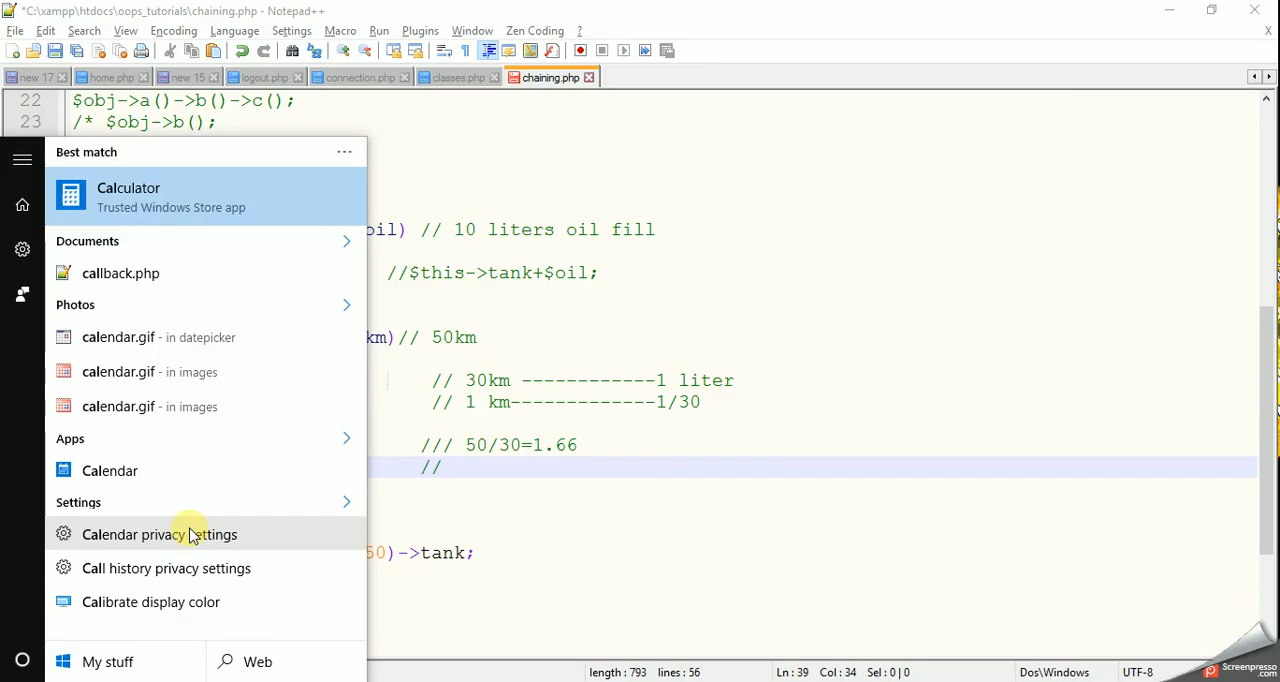 *C:\xampp\htdocs\oops_tutorials\chaining.php - Notepad++
File Edit Search View Encoding Language Settings Macro Run Plugins Window Zen Coding ? X
new 17 home.php new 15 logout.php connection.php classes.php chaining.php
22 $obj->a()->b()->c();
23 /* $obj->b();
Best match ...
Calculator
Trusted Windows Store app
Documents
callback.php
Photos
calendar.gif - in datepicker
calendar.gif - in images
calendar.gif - in images
Apps
Calendar
Settings
Calendar privacy settings
Call history privacy settings
Calibrate display color
My stuff Web
oil) // 10 liters oil fill
//$this->tank+$oil;
km)// 50km
// 30km ------------1 liter
// 1 km-------------1/30
/// 50/30=1.66
//
50)->tank;
length : 793 lines : 56 Ln : 39 Col : 34 Sel : 0 | 0 Dos\Windows UTF-8
Screenpresso
.com